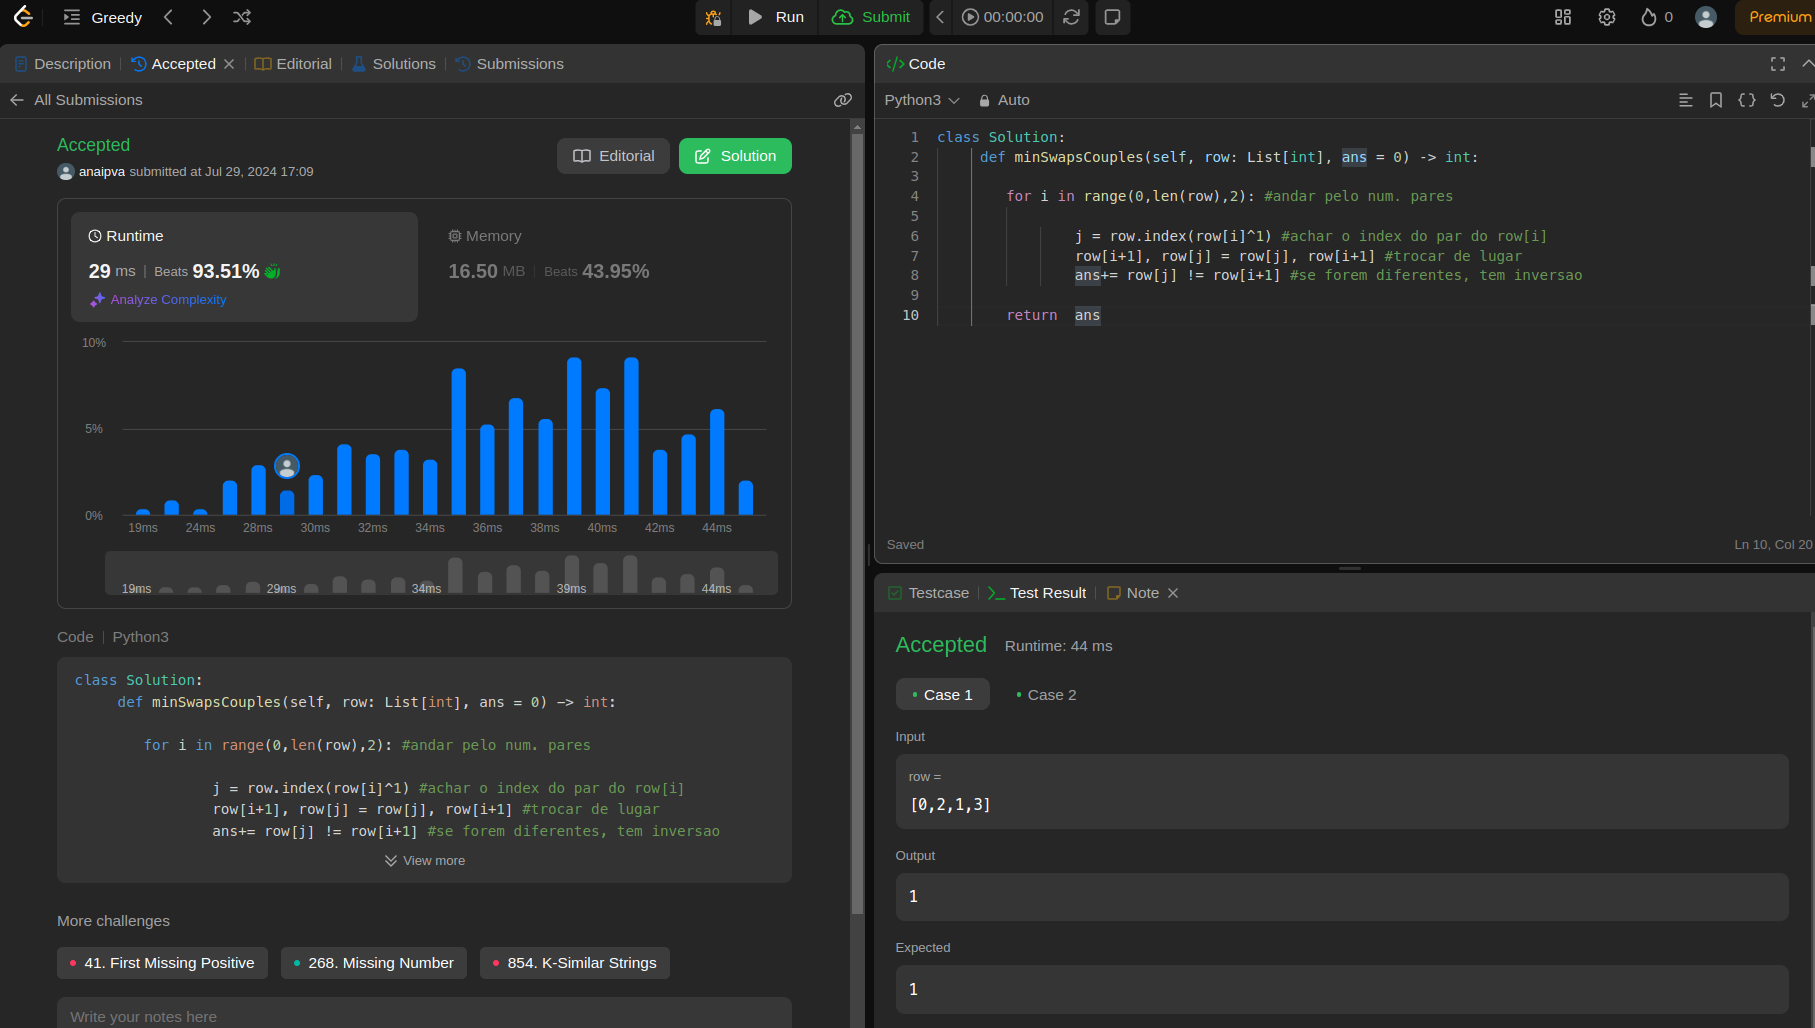 Greedy
Run
Submit
00:00:00
0
Premium
Description
Accepted
Editorial
Solutions
Submissions
All Submissions
Accepted
anaipva submitted at Jul 29, 2024 17:09
Editorial
Solution
Runtime
29 ms | Beats 93.51%
Analyze Complexity
Memory
16.50 MB | Beats 43.95%
10%
5%
0%
19ms 24ms 28ms 30ms 32ms 34ms 36ms 38ms 40ms 42ms 44ms
19ms 29ms 34ms 39ms 44ms
Code | Python3
class Solution:
def minSwapsCouples(self, row: List[int], ans = 0) -> int:
for i in range(0,len(row),2): #andar pelo num. pares
j = row.index(row[i]^1) #achar o index do par do row[i]
row[i+1], row[j] = row[j], row[i+1] #trocar de lugar
ans+= row[j] != row[i+1] #se forem diferentes, tem inversao
View more
More challenges
41. First Missing Positive
268. Missing Number
854. K-Similar Strings
Write your notes here
</> Code
Python3
Auto
1 class Solution:
2 def minSwapsCouples(self, row: List[int], ans = 0) -> int:
3
4 for i in range(0,len(row),2): #andar pelo num. pares
5
6 j = row.index(row[i]^1) #achar o index do par do row[i]
7 row[i+1], row[j] = row[j], row[i+1] #trocar de lugar
8 ans+= row[j] != row[i+1] #se forem diferentes, tem inversao
9
10 return ans
Saved
Ln 10, Col 20
Testcase
Test Result
Note
Accepted
Runtime: 44 ms
Case 1
Case 2
Input
row =
[0,2,1,3]
Output
1
Expected
1